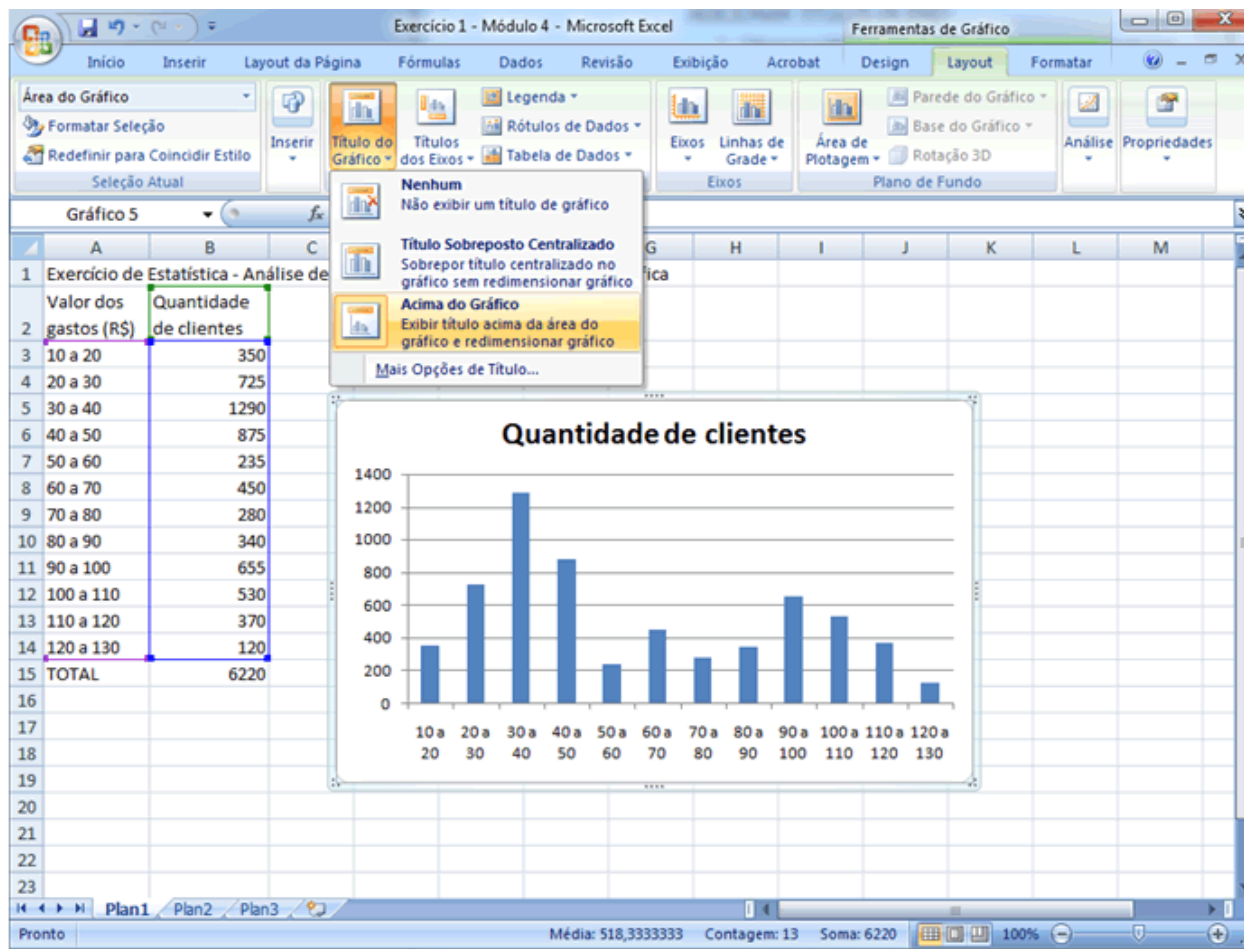 Exercício 1 - Módulo 4 - Microsoft Excel
Ferramentas de Gráfico
Início Inserir Layout da Página Fórmulas Dados Revisão Exibição Acrobat Design Layout Formatar
Área do Gráfico
Formatar Seleção
Redefinir para Coincidir Estilo
Seleção Atual
Inserir
Título do Gráfico
Títulos dos Eixos
Legenda
Rótulos de Dados
Tabela de Dados
Eixos
Linhas de Grade
Eixos
Área de Plotagem
Parede do Gráfico
Base do Gráfico
Rotação 3D
Plano de Fundo
Análise
Propriedades
Nenhum
Não exibir um título de gráfico
Título Sobreposto Centralizado
Sobrepor título centralizado no
gráfico sem redimensionar gráfico
Acima do Gráfico
Exibir título acima da área do
gráfico e redimensionar gráfico
Mais Opções de Título...
Gráfico 5 fx
A B C G H I J K L M
1 Exercício de Estatística - Análise de
Valor dos Quantidade
2 gastos (R$) de clientes
3 10 a 20 350
4 20 a 30 725
5 30 a 40 1290
6 40 a 50 875
7 50 a 60 235
8 60 a 70 450
9 70 a 80 280
10 80 a 90 340
11 90 a 100 655
12 100 a 110 530
13 110 a 120 370
14 120 a 130 120
15 TOTAL 6220
16
17
18
19
20
21
22
23
Quantidade de clientes
1400
1200
1000
800
600
400
200
0
10 a 20 a 30 a 40 a 50 a 60 a 70 a 80 a 90 a 100 a 110 a 120 a
20 30 40 50 60 70 80 90 100 110 120 130
Plan1 Plan2 Plan3
Pronto Média: 518,3333333 Contagem: 13 Soma: 6220 100%